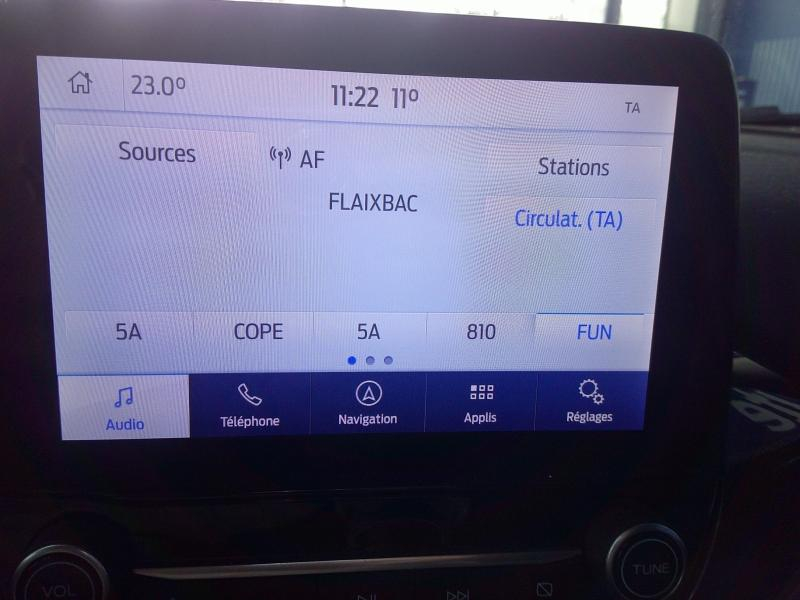 23.0° 11:22 11° TA
Sources AF Stations
FLAIXBAC
Circulat. (TA)
5A COPE 5A 810 FUN
Audio Téléphone Navigation Applis Réglages
VOL TUNE